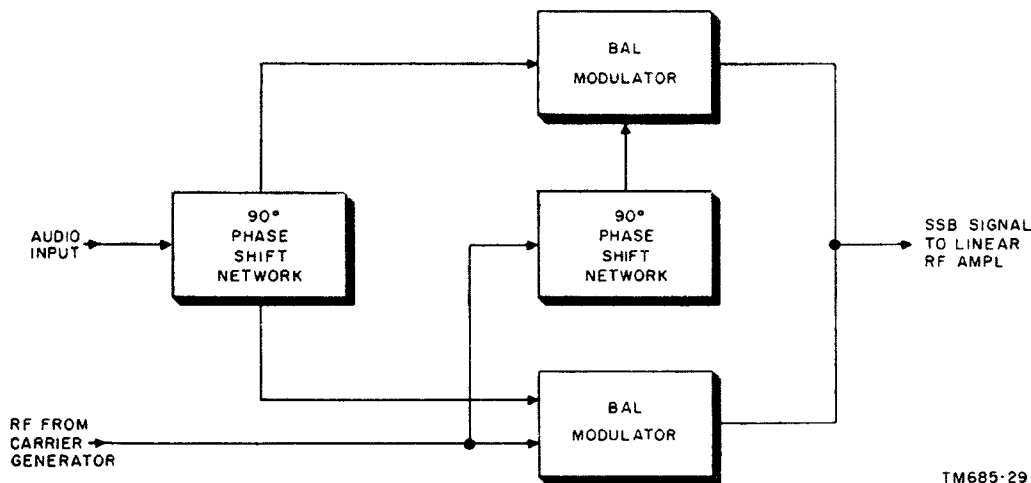 BAL
MODULATOR
90°
PHASE
SHIFT
NETWORK
90°
PHASE
SHIFT
NETWORK
AUDIO
INPUT
SSB SIGNAL
TO LINEAR
RF AMPL
BAL
MODULATOR
RF FROM
CARRIER
GENERATOR
TM685-29